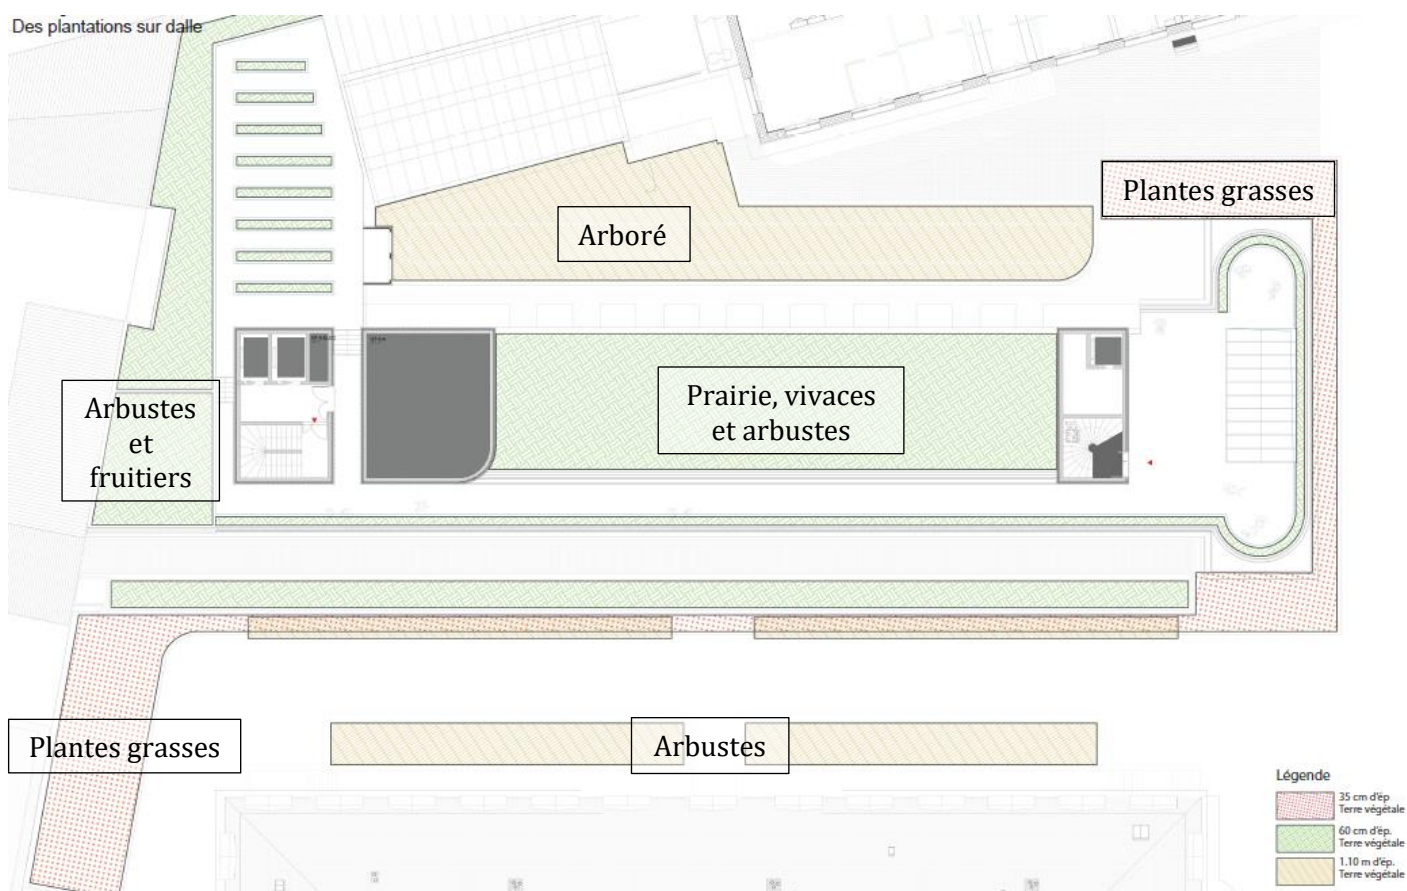 Des plantations sur dalle
Plantes grasses
Arboré
Prairie, vivaces
et arbustes
Arbustes
et
fruitiers
Plantes grasses
Arbustes
Légende
35 cm d'ép
Terre végétale
60 cm d'ép.
Terre végétale
1.10 m d'ép.
Terre végétale